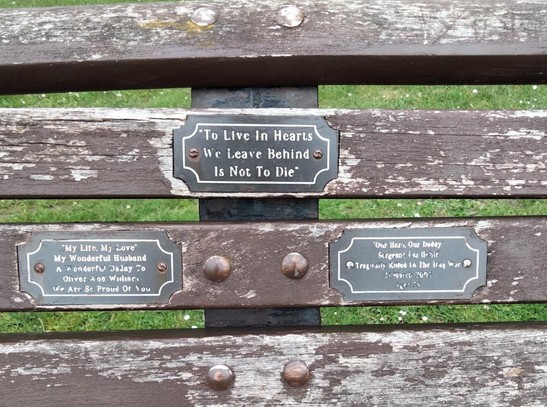 "To Live In Hearts
We Leave Behind
Is Not To Die"
"My Life, My Love"
My Wonderful Husband
A Wonderful Daddy To
Oliver And
We Are So Proud Of You
"Our Hero, Our Daddy
Sergeant
Tragically Killed In The Iraq War